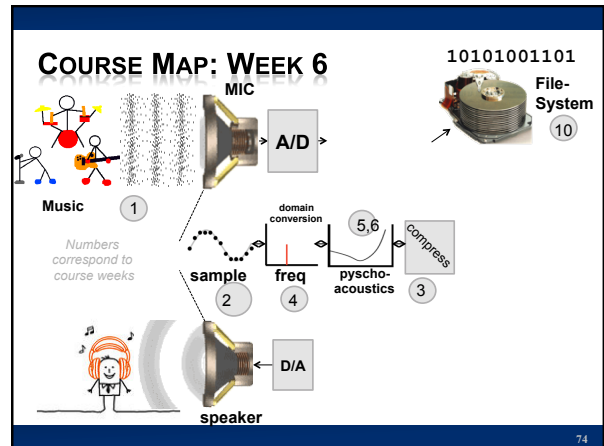 COURSE MAP: WEEK 6
10101001101
MIC
File-
System
10
A/D
Music
1
Numbers
correspond to
course weeks
domain
conversion
5,6
compress
sample
freq
pyscho-
acoustics
2
4
3
D/A
speaker
74